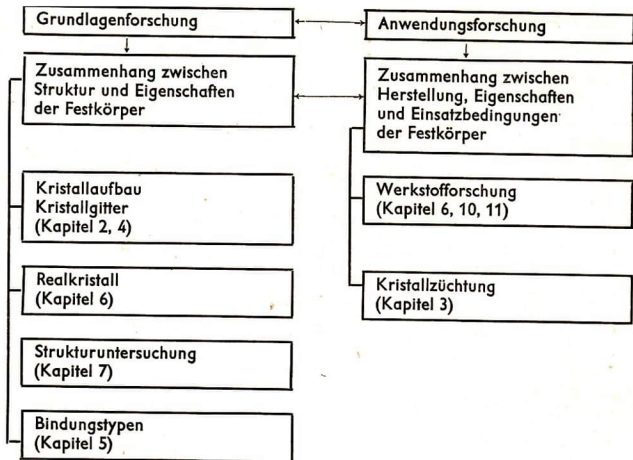 Grundlagenforschung
Anwendungsforschung
Zusammenhang zwischen
Struktur und Eigenschaften
der Festkörper
Zusammenhang zwischen
Herstellung, Eigenschaften
und Einsatzbedingungen
der Festkörper
Kristallaufbau
Kristallgitter
(Kapitel 2, 4)
Werkstofforschung
(Kapitel 6, 10, 11)
Realkristall
(Kapitel 6)
Kristallzüchtung
(Kapitel 3)
Strukturuntersuchung
(Kapitel 7)
Bindungstypen
(Kapitel 5)